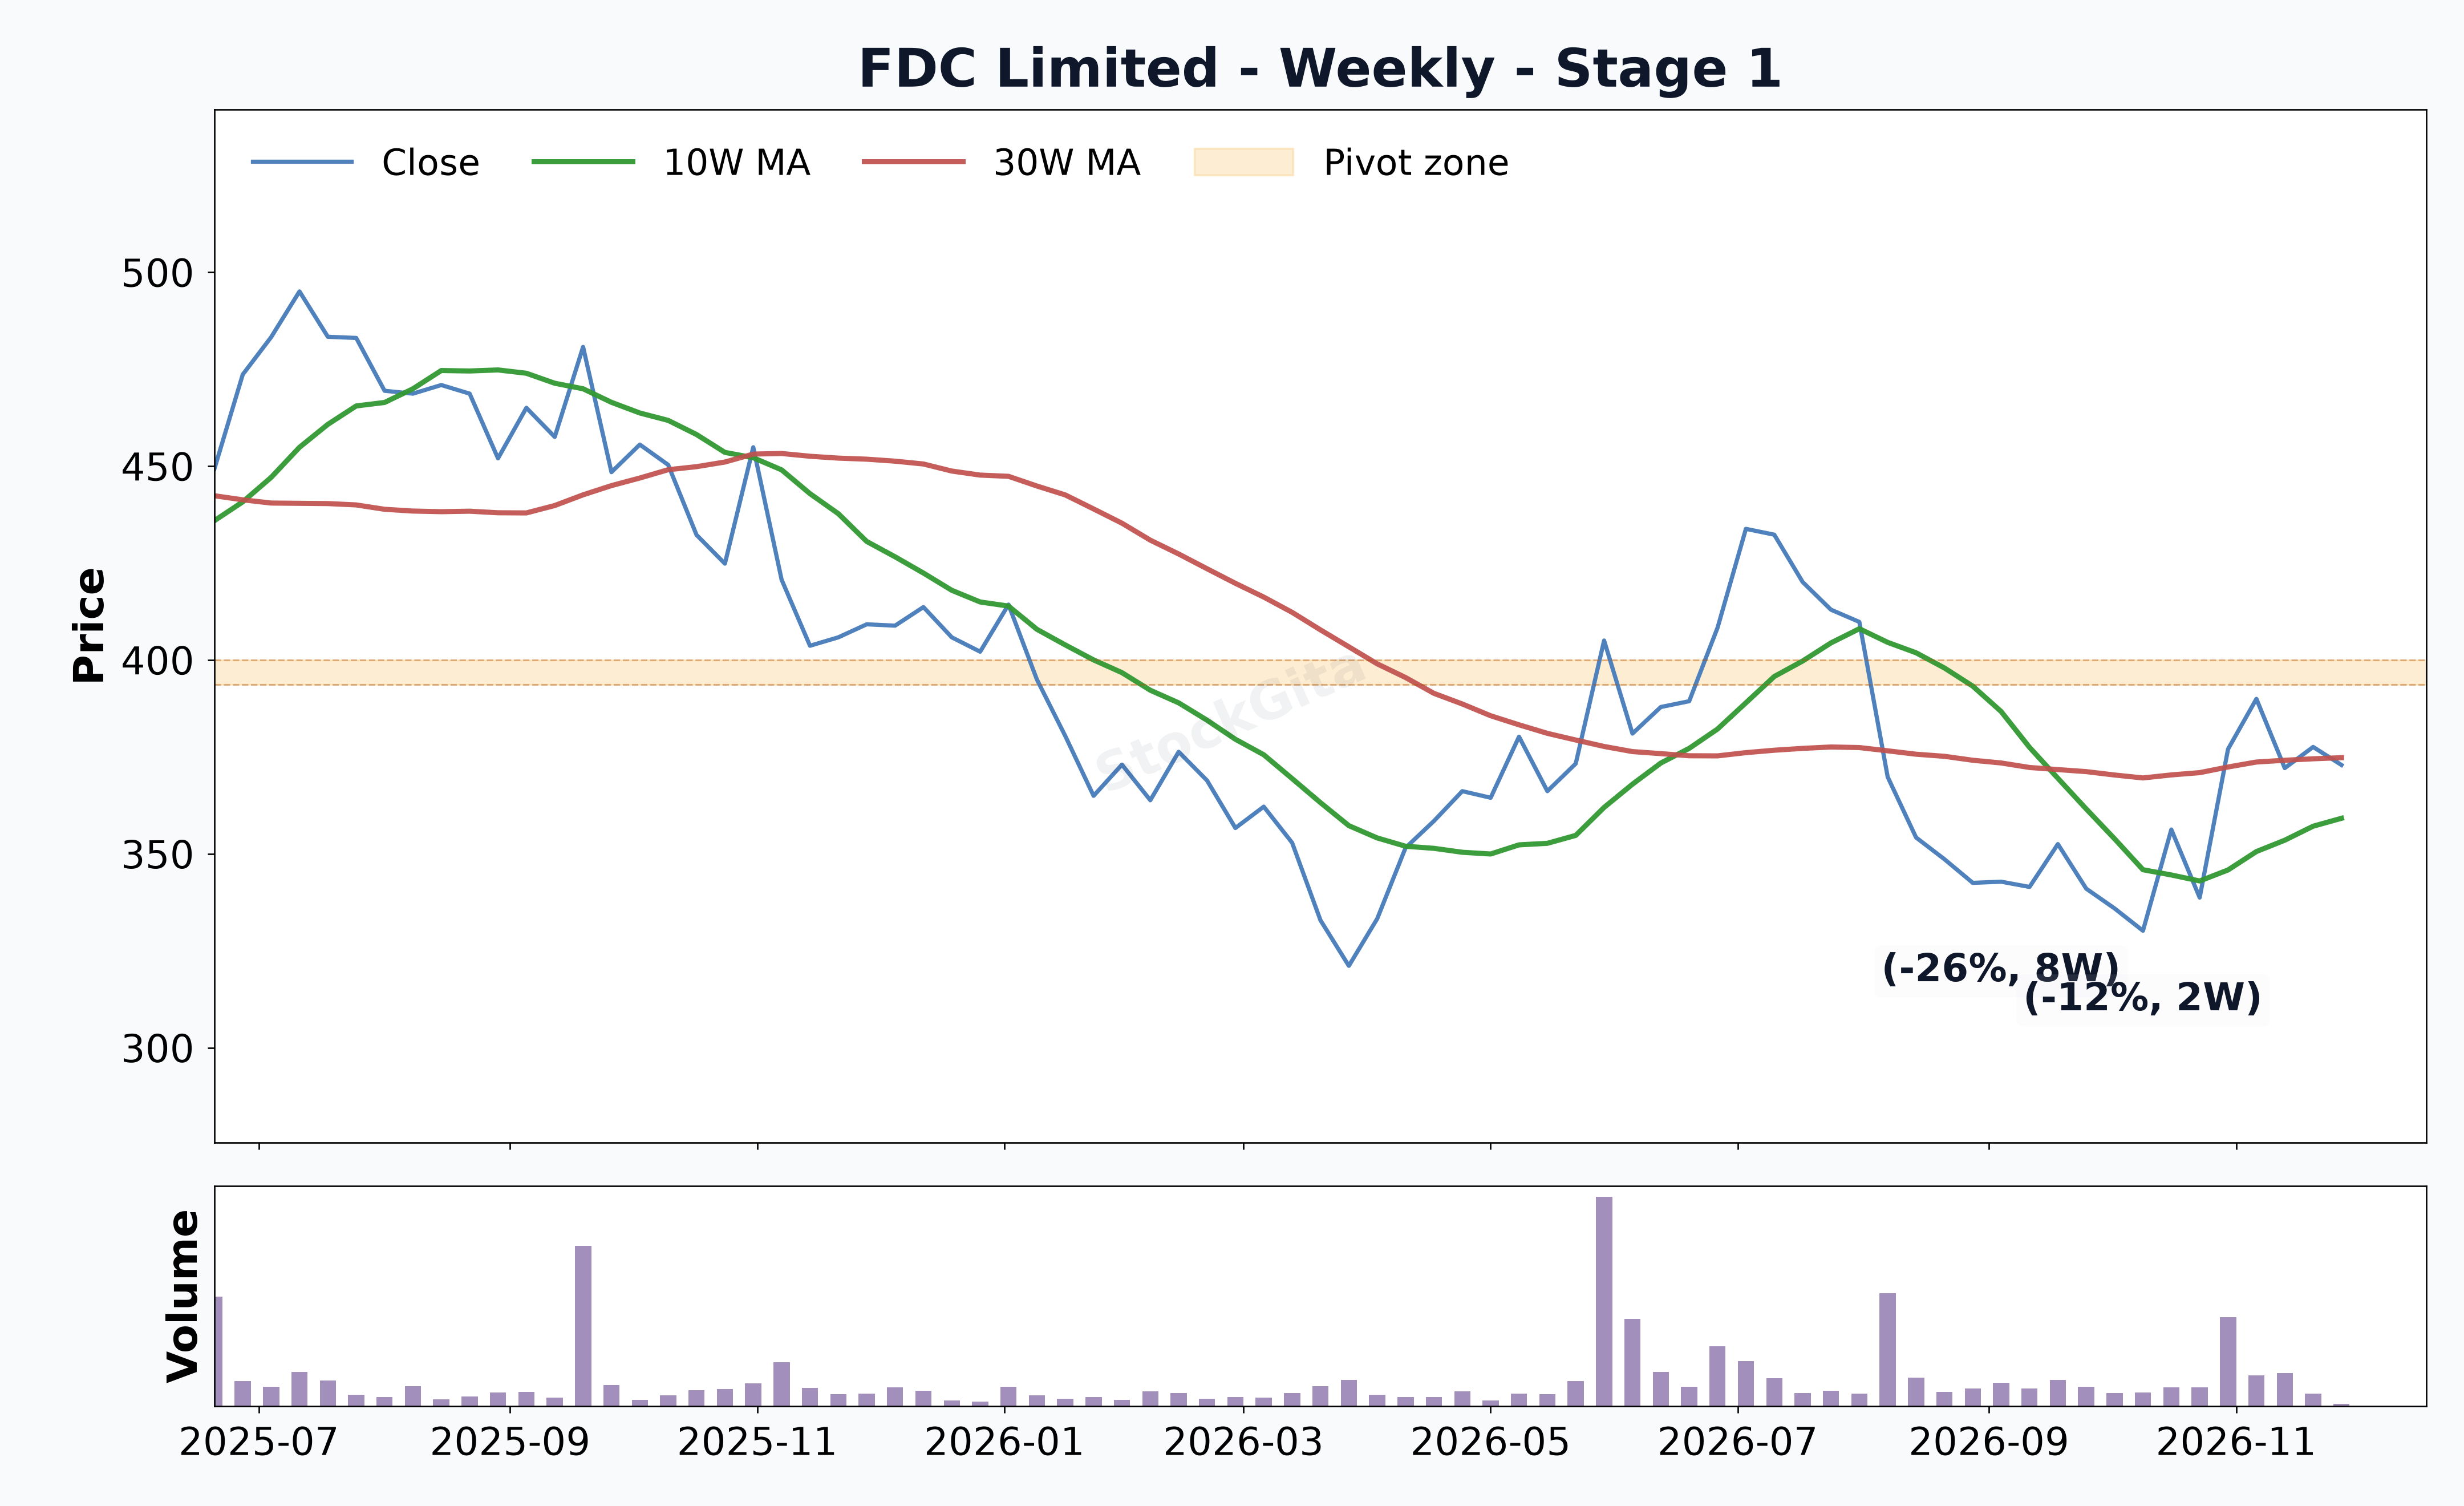 FDC Limited - Weekly - Stage 1
Close 10W MA 30W MA Pivot zone
Price
500
450
400
350
300
StockGita
(-26%, 8W)
(-12%, 2W)
Volume
2025-07 2025-09 2025-11 2026-01 2026-03 2026-05 2026-07 2026-09 2026-11